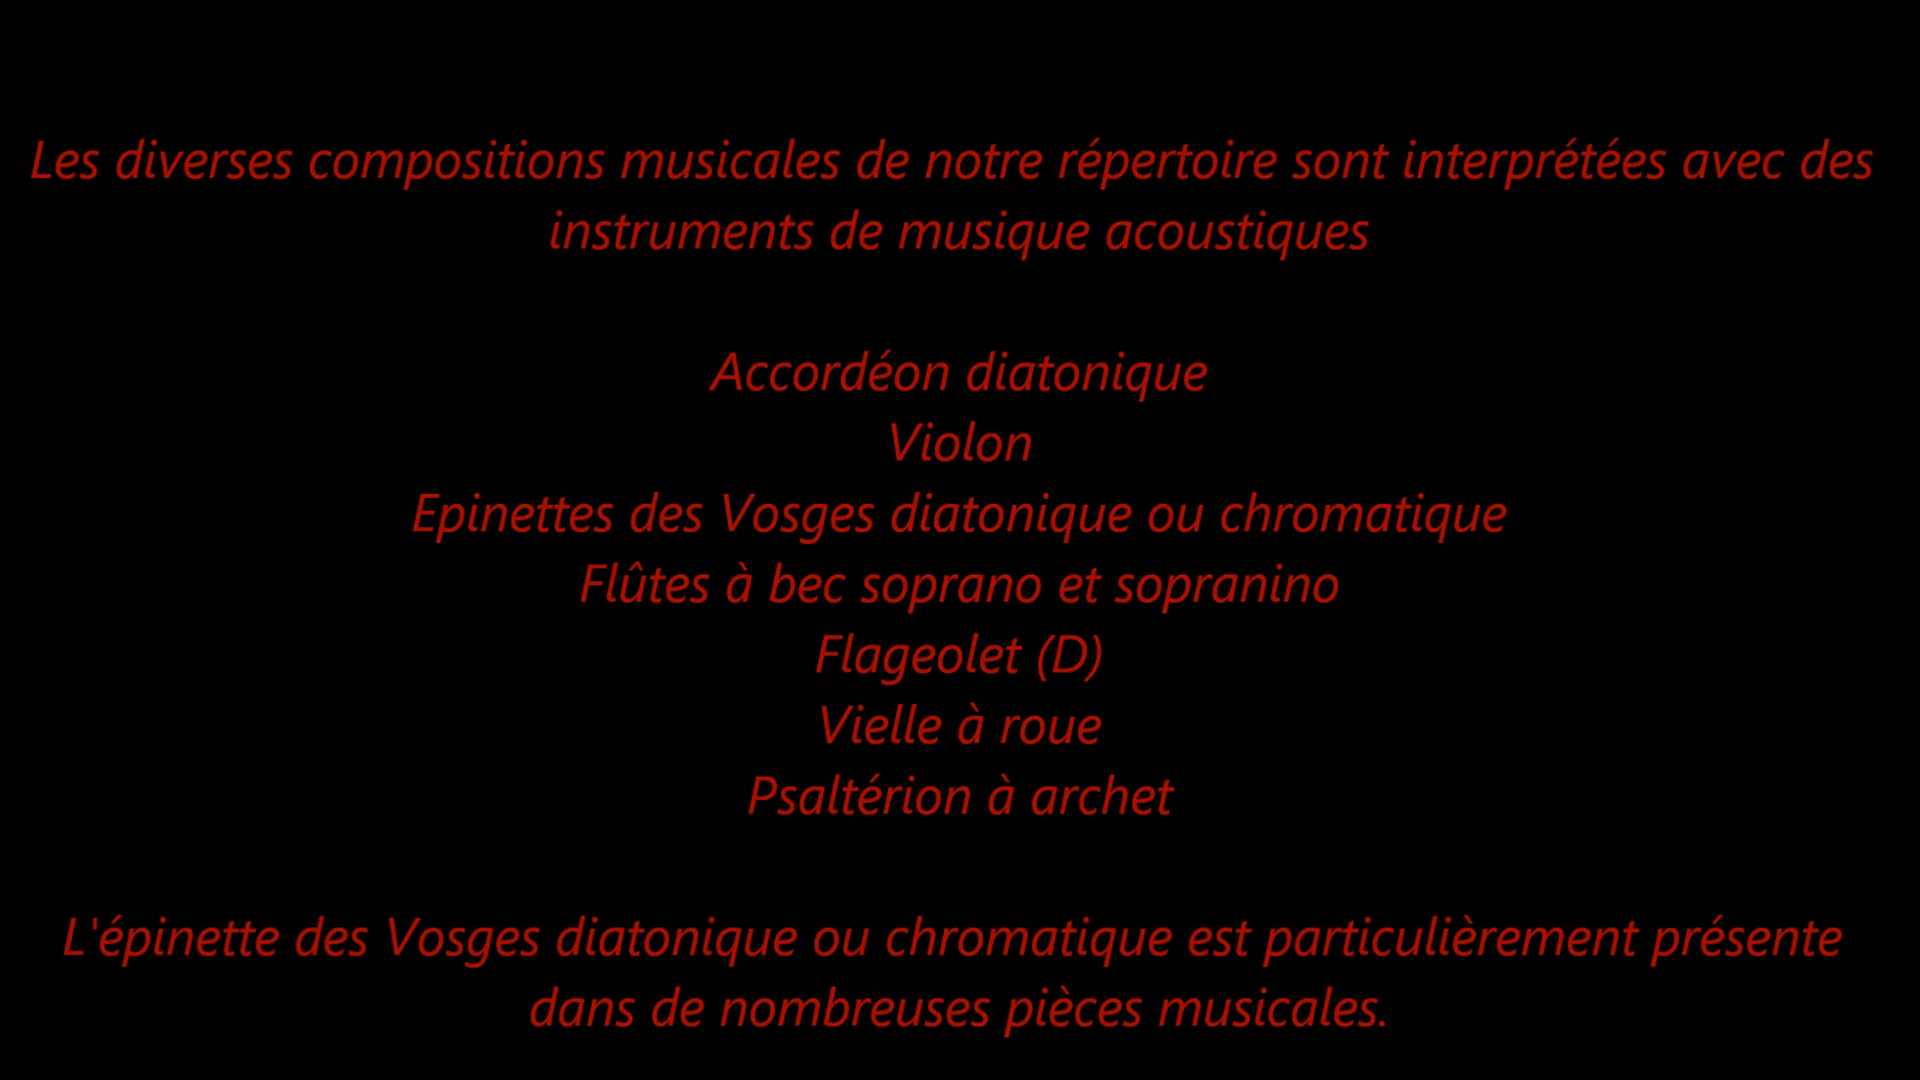 Les diverses compositions musicales de notre répertoire sont interprétées avec des
instruments de musique acoustiques
Accordéon diatonique
Violon
Epinettes des Vosges diatonique ou chromatique
Flûtes à bec soprano et sopranino
Flageolet (D)
Vielle à roue
Psaltérion à archet
L'épinette des Vosges diatonique ou chromatique est particulièrement présente
dans de nombreuses pièces musicales.